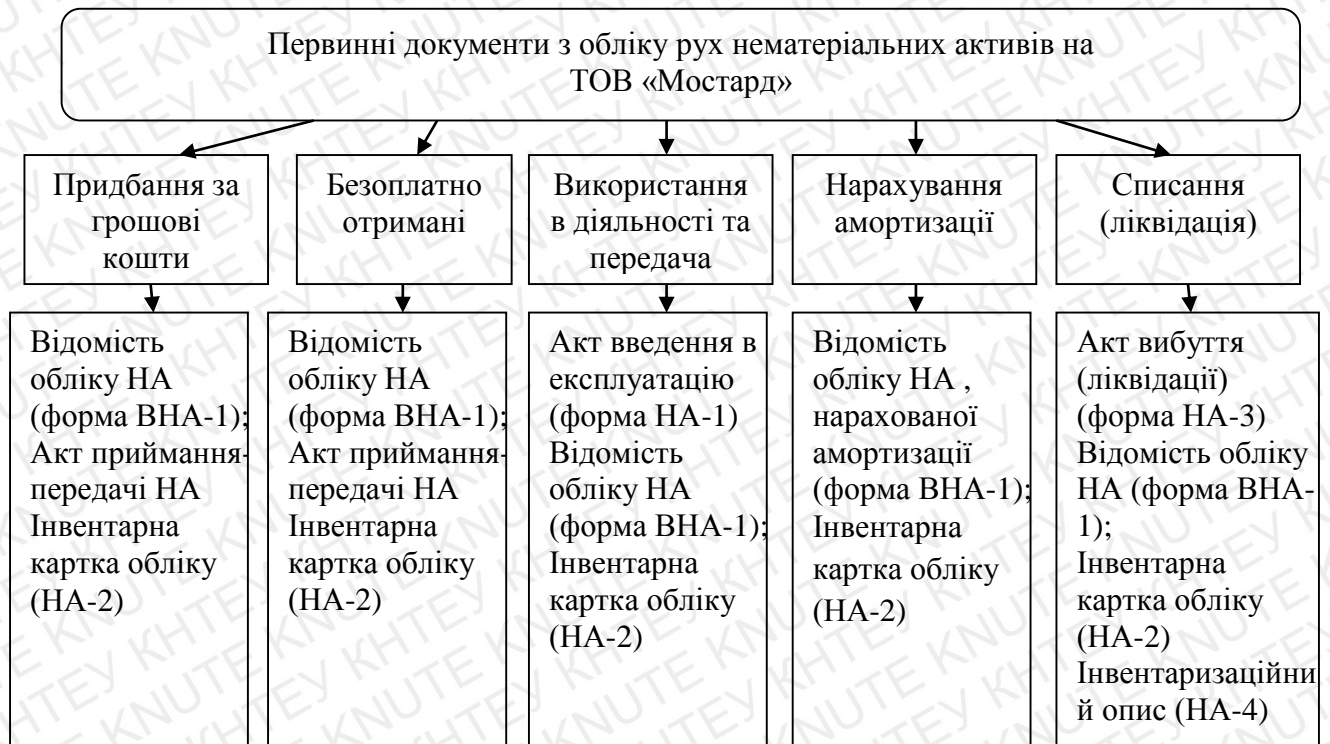 Первинні документи з обліку рух нематеріальних активів на
ТОВ «Мостард»
Придбання за
грошові
кошти
Безоплатно
отримані
Використання
в діяльності та
передача
Нарахування
амортизації
Списання
(ліквідація)
Відомість
обліку НА
(форма ВНА-1);
Акт приймання-
передачі НА
Інвентарна
картка обліку
(НА-2)
Відомість
обліку НА
(форма ВНА-1);
Акт приймання-
передачі НА
Інвентарна
картка обліку
(НА-2)
Акт введення в
експлуатацію
(форма НА-1)
Відомість
обліку НА
(форма ВНА-1);
Інвентарна
картка обліку
(НА-2)
Відомість
обліку НА ,
нарахованої
амортизації
(форма ВНА-1);
Інвентарна
картка обліку
(НА-2)
Акт вибуття
(ліквідації)
(форма НА-3)
Відомість обліку
НА (форма ВНА-
1);
Інвентарна
картка обліку
(НА-2)
Інвентаризаційни
й опис (НА-4)